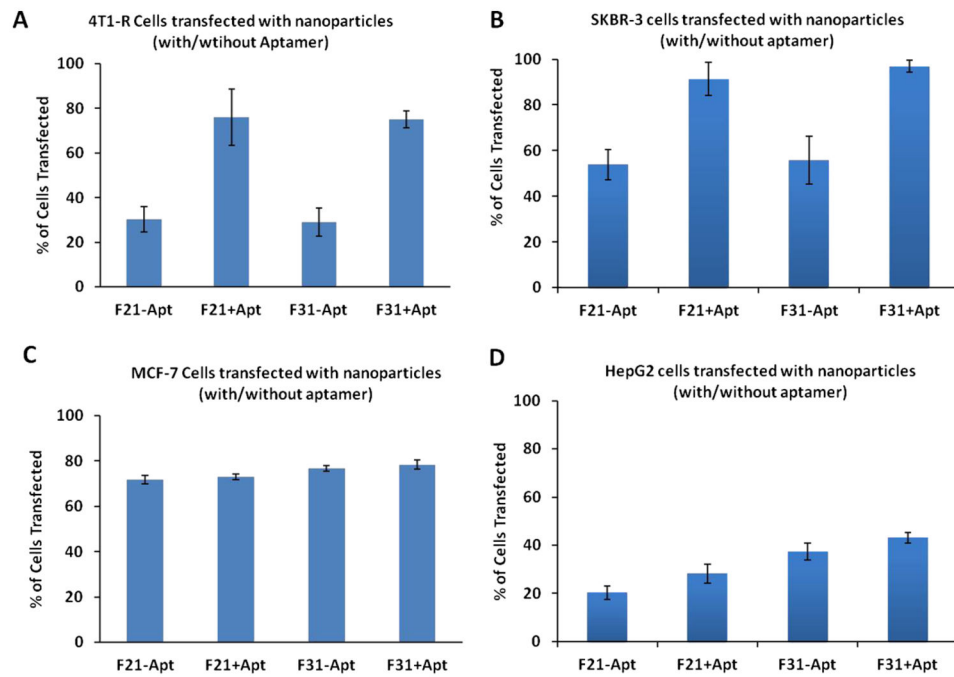 A
4T1-R Cells transfected with nanoparticles
(with/wtihout Aptamer)
% of Cells Transfected
100
80
60
40
20
0
F21-Apt F21+Apt F31-Apt F31+Apt
B
SKBR-3 cells transfected with nanoparticles
(with/without aptamer)
% of Cells Transfected
100
80
60
40
20
0
F21-Apt F21+Apt F31-Apt F31+Apt
C
MCF-7 Cells transfected with nanoparticles
(with/without aptamer)
% of Cells Transfected
100
80
60
40
20
0
F21-Apt F21+Apt F31-Apt F31+Apt
D
HepG2 cells transfected with nanoparticles
(with/without aptamer)
% of Cells Transfected
100
80
60
40
20
0
F21-Apt F21+Apt F31-Apt F31+Apt